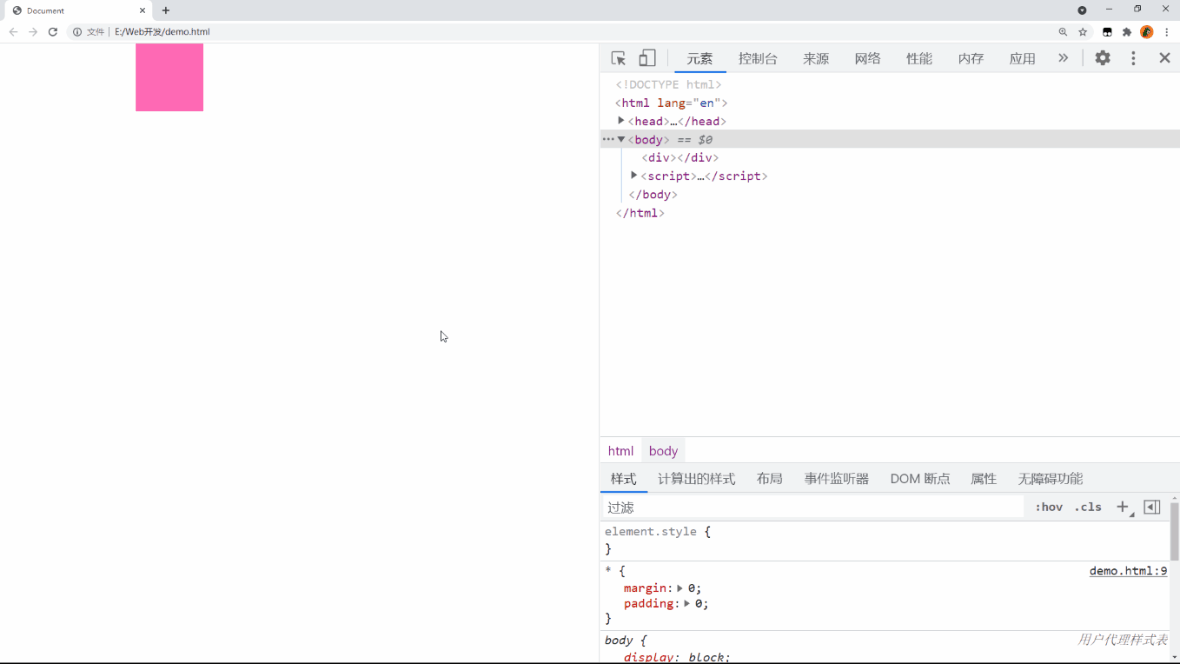 Document
文件 E:/Web开发/demo.html
元素 控制台 来源 网络 性能 内存 应用
<!DOCTYPE html>
<html lang="en">
<head>…</head>
<body> == $0
<div></div>
<script>…</script>
</body>
</html>
html body
样式 计算出的样式 布局 事件监听器 DOM 断点 属性 无障碍功能
过滤 :hov .cls
element.style {
}
* { demo.html:9
margin: 0;
padding: 0;
}
body { 用户代理样式表
display: block;